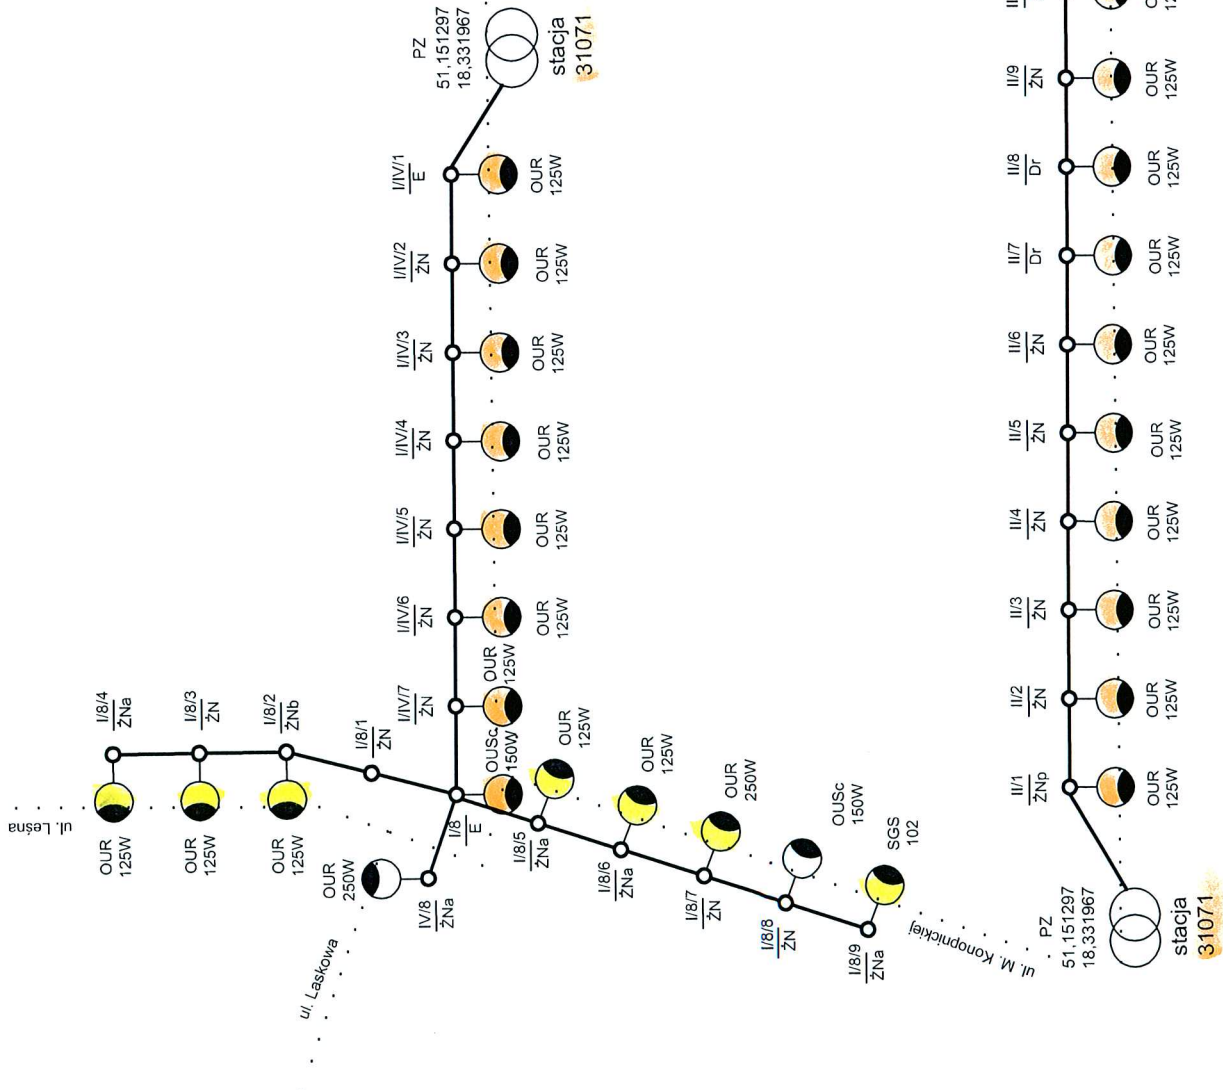 PZ
51,151297
18,331967
stacja
31071
I/IV/1
E
OUR
125W
I/IV/2
ŻN
OUR
125W
I/IV/3
ŻN
OUR
125W
I/IV/4
ŻN
OUR
125W
I/IV/5
ŻN
OUR
125W
I/IV/6
ŻN
OUR
125W
I/IV/7
ŻN
OUR
125W
I/8
E
OUSc
150W
I/8/1
ŻN
I/8/2
ŻNb
OUR
125W
I/8/3
ŻN
OUR
125W
I/8/4
ŻNa
OUR
125W
ul. Leśna
IV/8
ŻNa
OUR
250W
ul. Laskowa
I/8/5
ŻNa
OUR
125W
I/8/6
ŻNa
OUR
125W
I/8/7
ŻN
OUR
250W
I/8/8
ŻN
OUSc
150W
I/8/9
ŻNa
SGS
102
ul. M. Konopnickiej
PZ
51,151297
18,331967
stacja
31071
II/1
ŻNp
OUR
125W
II/2
ŻN
OUR
125W
II/3
ŻN
OUR
125W
II/4
ŻN
OUR
125W
II/5
ŻN
OUR
125W
II/6
ŻN
OUR
125W
II/7
Dr
OUR
125W
II/8
Dr
OUR
125W
II/9
ŻN
OUR
125W